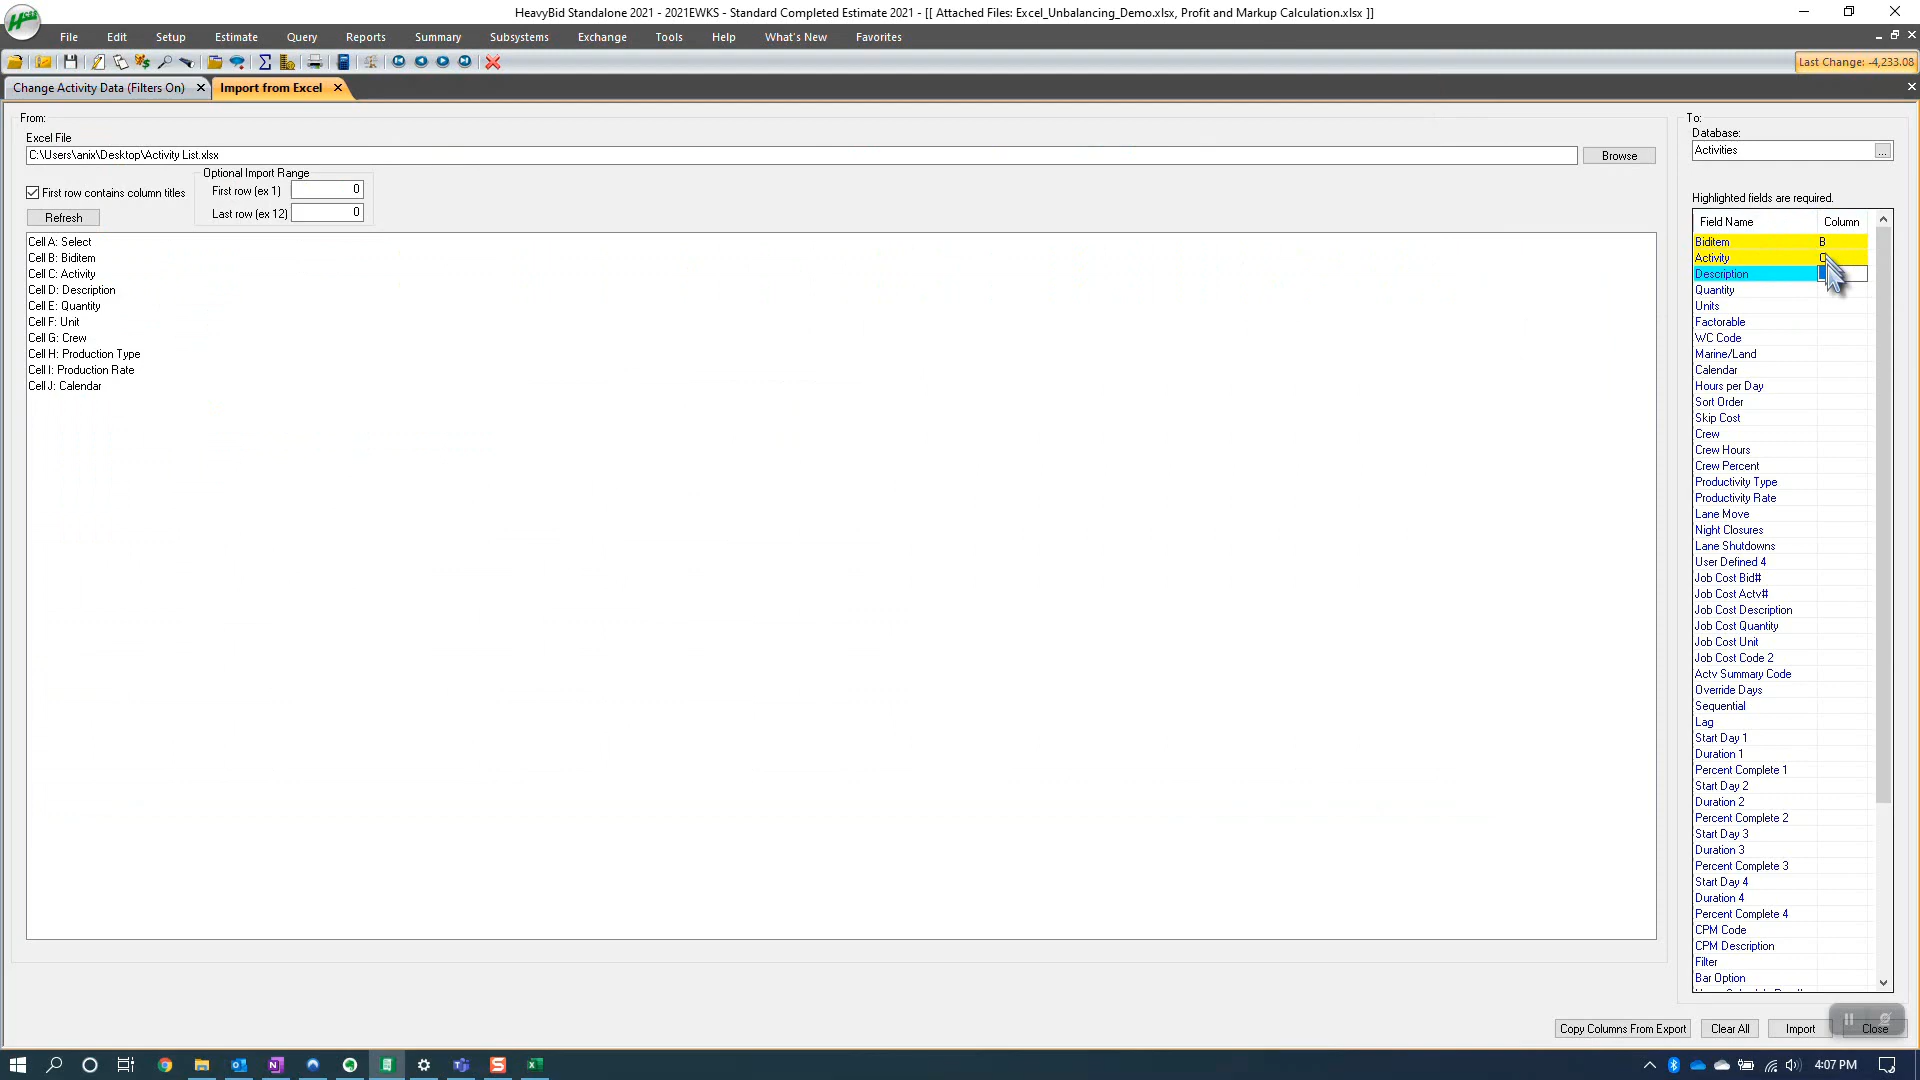 HeavyBid Standalone 2021 - 2021EWKS - Standard Completed Estimate 2021 - [[ Attached Files: Excel_Unbalancing_Demo.xlsx, Profit and Markup Calculation.xlsx ]]
File Edit Setup Estimate Query Reports Summary Subsystems Exchange Tools Help What's New Favorites
Last Change: -4,233.08
Change Activity Data (Filters On) Import from Excel
From:
Excel File
C:\Users\anix\Desktop\Activity List.xlsx
Browse
First row contains column titles
Optional Import Range
First row (ex 1) 0
Last row (ex 12) 0
Refresh
Cell A: Select
Cell B: Biditem
Cell C: Activity
Cell D: Description
Cell E: Quantity
Cell F: Unit
Cell G: Crew
Cell H: Production Type
Cell I: Production Rate
Cell J: Calendar
To:
Database:
Activities
...
Highlighted fields are required.
Field Name Column
Biditem B
Activity C
Description
Quantity
Units
Factorable
WC Code
Marine/Land
Calendar
Hours per Day
Sort Order
Skip Cost
Crew
Crew Hours
Crew Percent
Productivity Type
Productivity Rate
Lane Move
Night Closures
Lane Shutdowns
User Defined 4
Job Cost Bid#
Job Cost Actv#
Job Cost Description
Job Cost Quantity
Job Cost Unit
Job Cost Code 2
Actv Summary Code
Override Days
Sequential
Lag
Start Day 1
Duration 1
Percent Complete 1
Start Day 2
Duration 2
Percent Complete 2
Start Day 3
Duration 3
Percent Complete 3
Start Day 4
Duration 4
Percent Complete 4
CPM Code
CPM Description
Filter
Bar Option
Copy Columns From Export Clear All Import Close
4:07 PM